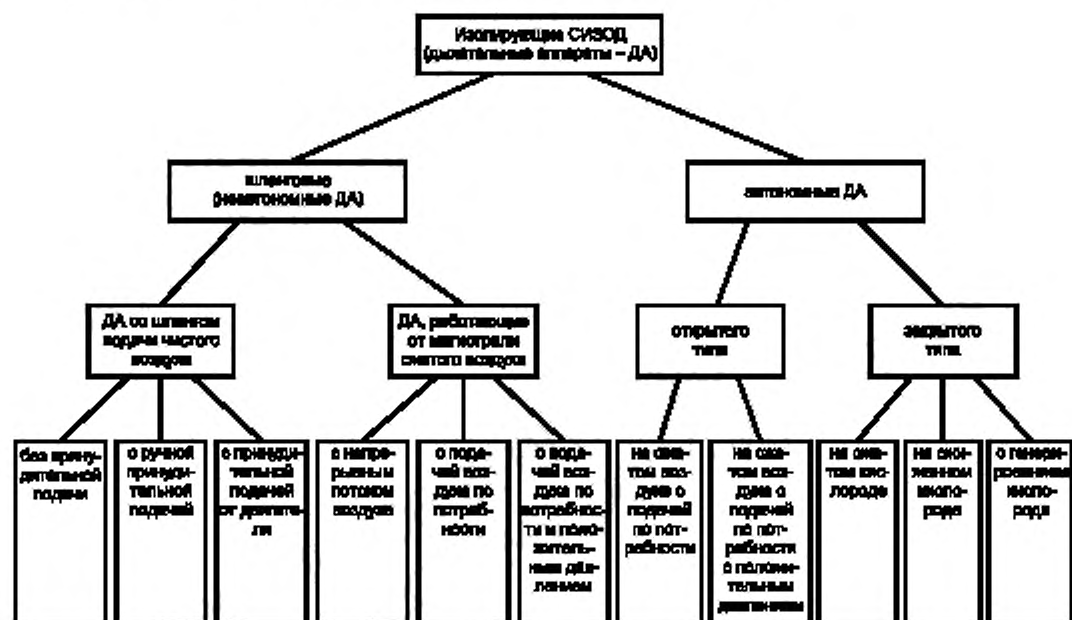 Изолирующие СИЗОД
(дыхательные аппараты – ДА)
шланговые
(неавтономные ДА)
автономные ДА
ДА со шлангом
подачи чистого
воздуха
ДА, работающие
от магистрали
сжатого воздуха
открытого
типа
закрытого
типа
без прину-
дительной
подачи
с ручной
принуди-
тельной
подачей
с принуди-
тельной
подачей
от двигате-
ля
с непре-
рывным
потоком
воздуха
с пода-
чей воз-
духа по
потреб-
ности
с пода-
чей воз-
духа по
потребнос-
ти и поло-
житель-
ным дав-
лением
на сжа-
том воз-
духе с
подачей
по пот-
ребности
на сжа-
том воз-
духе с
подачей
по пот-
ребности
с положи-
тельным
давлением
на сжа-
том кис-
лороде
на сжи-
женном
кисло-
роде
с генери-
рованием
кисло-
рода